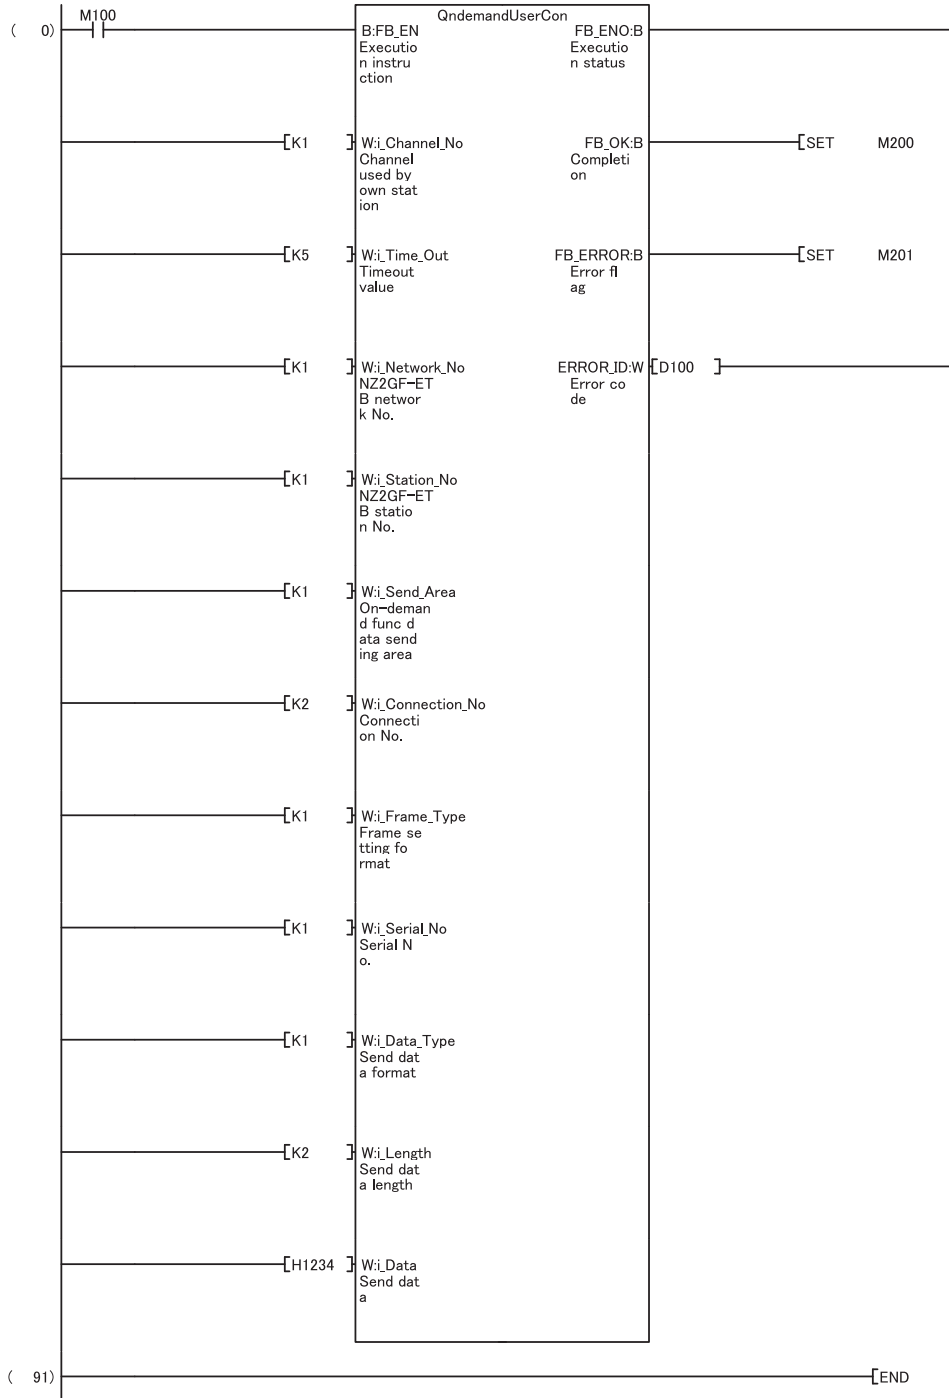 M100
( 0)
QndemandUserCon
B:FB_EN FB_ENO:B
Executio Executio
n instru n status
ction
[K1 ] W:i_Channel_No FB_OK:B [SET M200
Channel Completi
used by on
own stat
ion
[K5 ] W:i_Time_Out FB_ERROR:B [SET M201
Timeout Error fl
value ag
[K1 ] W:i_Network_No ERROR_ID:W [D100 ]
NZ2GF-ET Error co
B networ de
k No.
[K1 ] W:i_Station_No
NZ2GF-ET
B statio
n No.
[K1 ] W:i_Send_Area
On-deman
d func d
ata send
ing area
[K2 ] W:i_Connection_No
Connecti
on No.
[K1 ] W:i_Frame_Type
Frame se
tting fo
rmat
[K1 ] W:i_Serial_No
Serial N
o.
[K1 ] W:i_Data_Type
Send dat
a format
[K2 ] W:i_Length
Send dat
a length
[H1234 ] W:i_Data
Send dat
a
( 91) [END